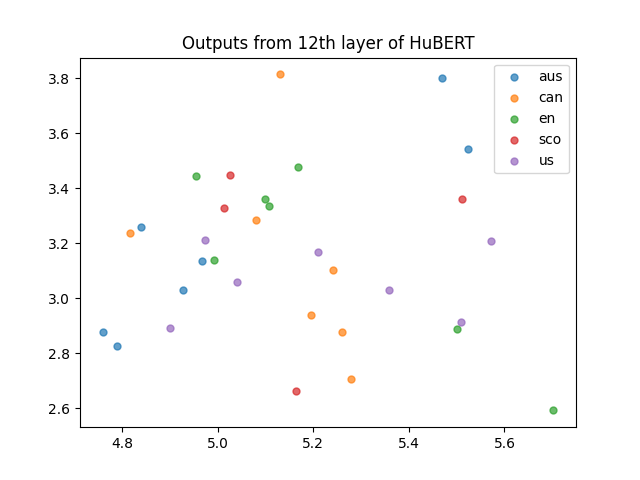 Outputs from 12th layer of HuBERT
3.8
3.6
3.4
3.2
3.0
2.8
2.6
4.8 5.0 5.2 5.4 5.6
aus
can
en
sco
us